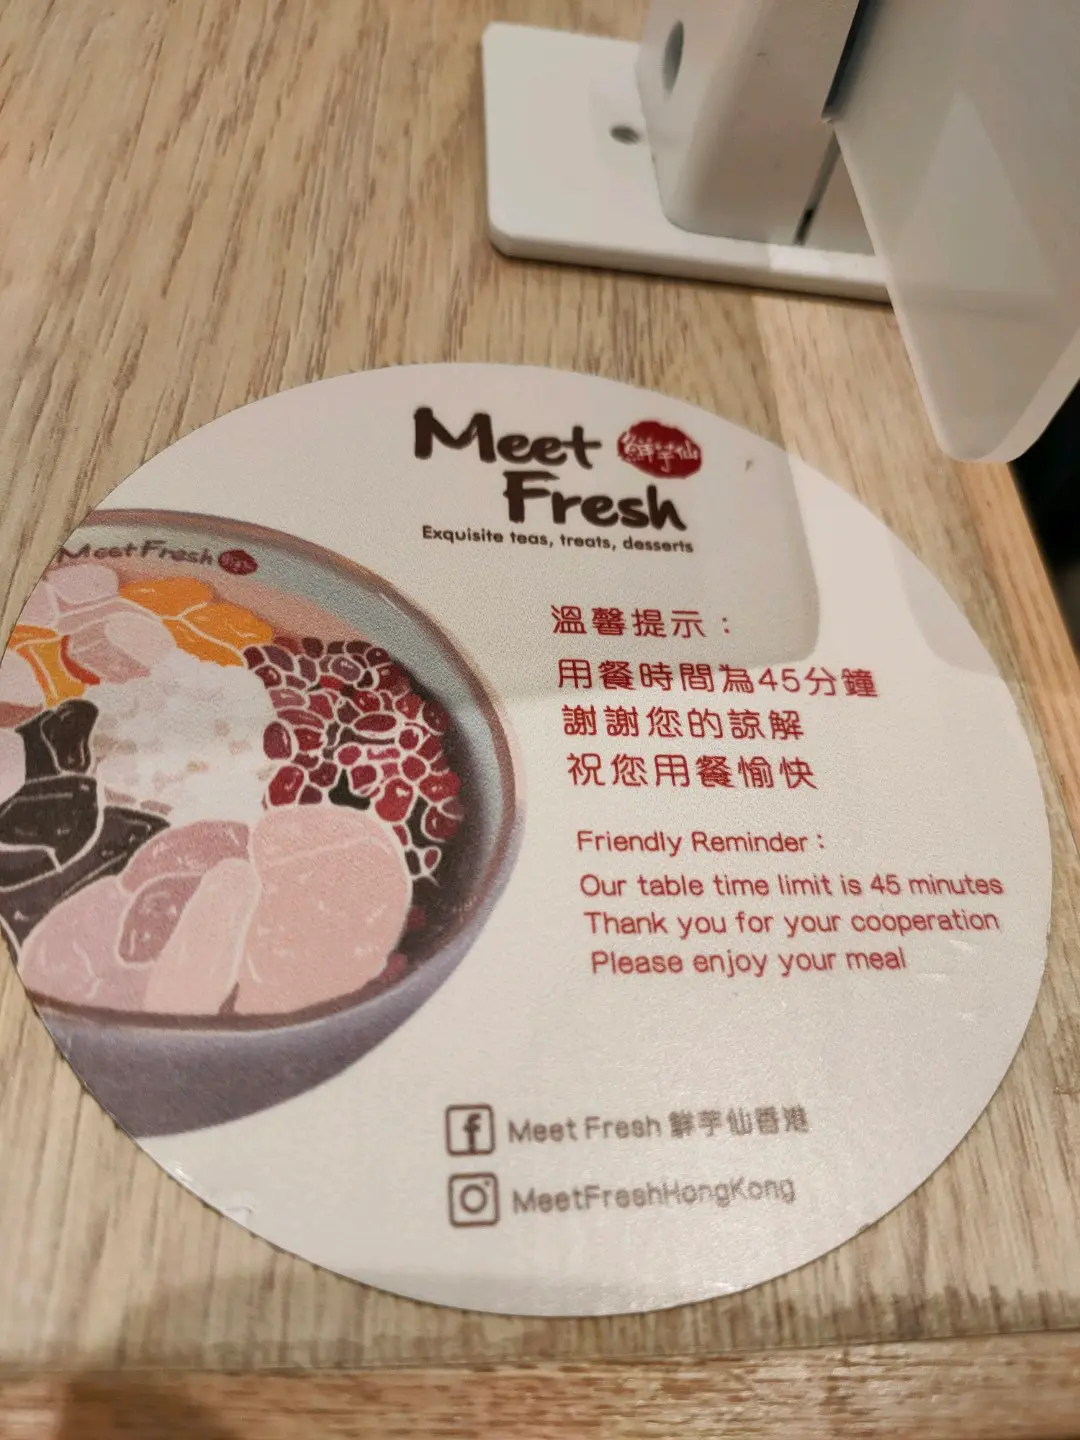 Meet
鮮芋仙
Fresh
Exquisite teas, treats, desserts
Meet Fresh
溫馨提示：
用餐時間為45分鐘
謝謝您的諒解
祝您用餐愉快
Friendly Reminder：
Our table time limit is 45 minutes
Thank you for your cooperation
Please enjoy your meal
Meet Fresh 鮮芋仙香港
MeetFreshHongKong